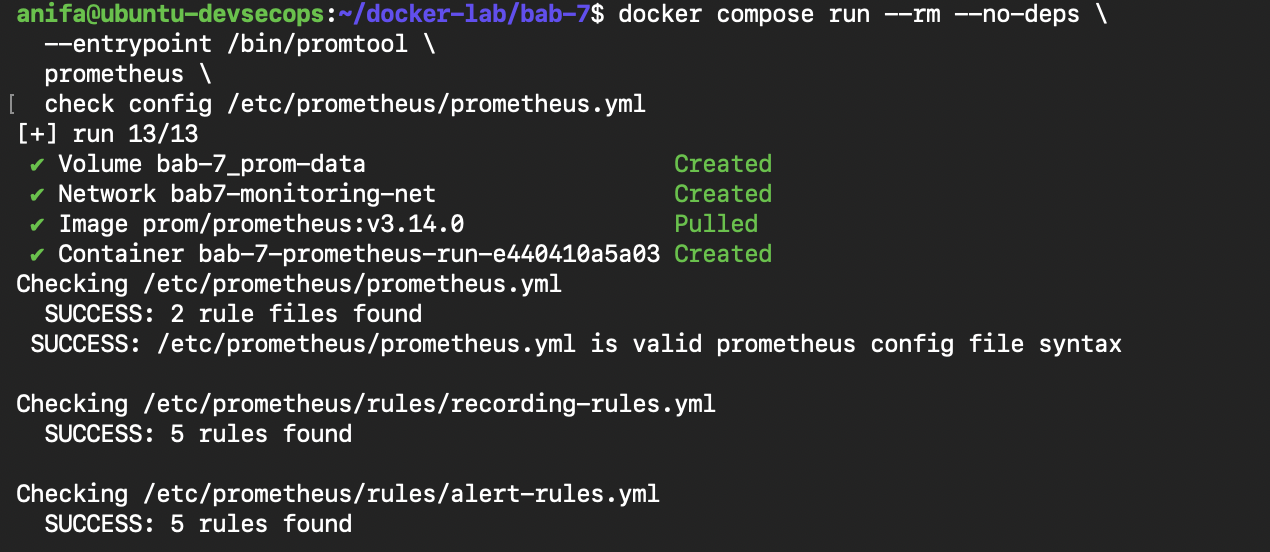 anifa@ubuntu-devsecops:~/docker-lab/bab-7$ docker compose run --rm --no-deps \
  --entrypoint /bin/promtool \
  prometheus \
[  check config /etc/prometheus/prometheus.yml
[+] run 13/13
 ✔ Volume bab-7_prom-data                      Created
 ✔ Network bab7-monitoring-net                 Created
 ✔ Image prom/prometheus:v3.14.0               Pulled
 ✔ Container bab-7-prometheus-run-e440410a5a03 Created
Checking /etc/prometheus/prometheus.yml
  SUCCESS: 2 rule files found
 SUCCESS: /etc/prometheus/prometheus.yml is valid prometheus config file syntax

Checking /etc/prometheus/rules/recording-rules.yml
  SUCCESS: 5 rules found

Checking /etc/prometheus/rules/alert-rules.yml
  SUCCESS: 5 rules found